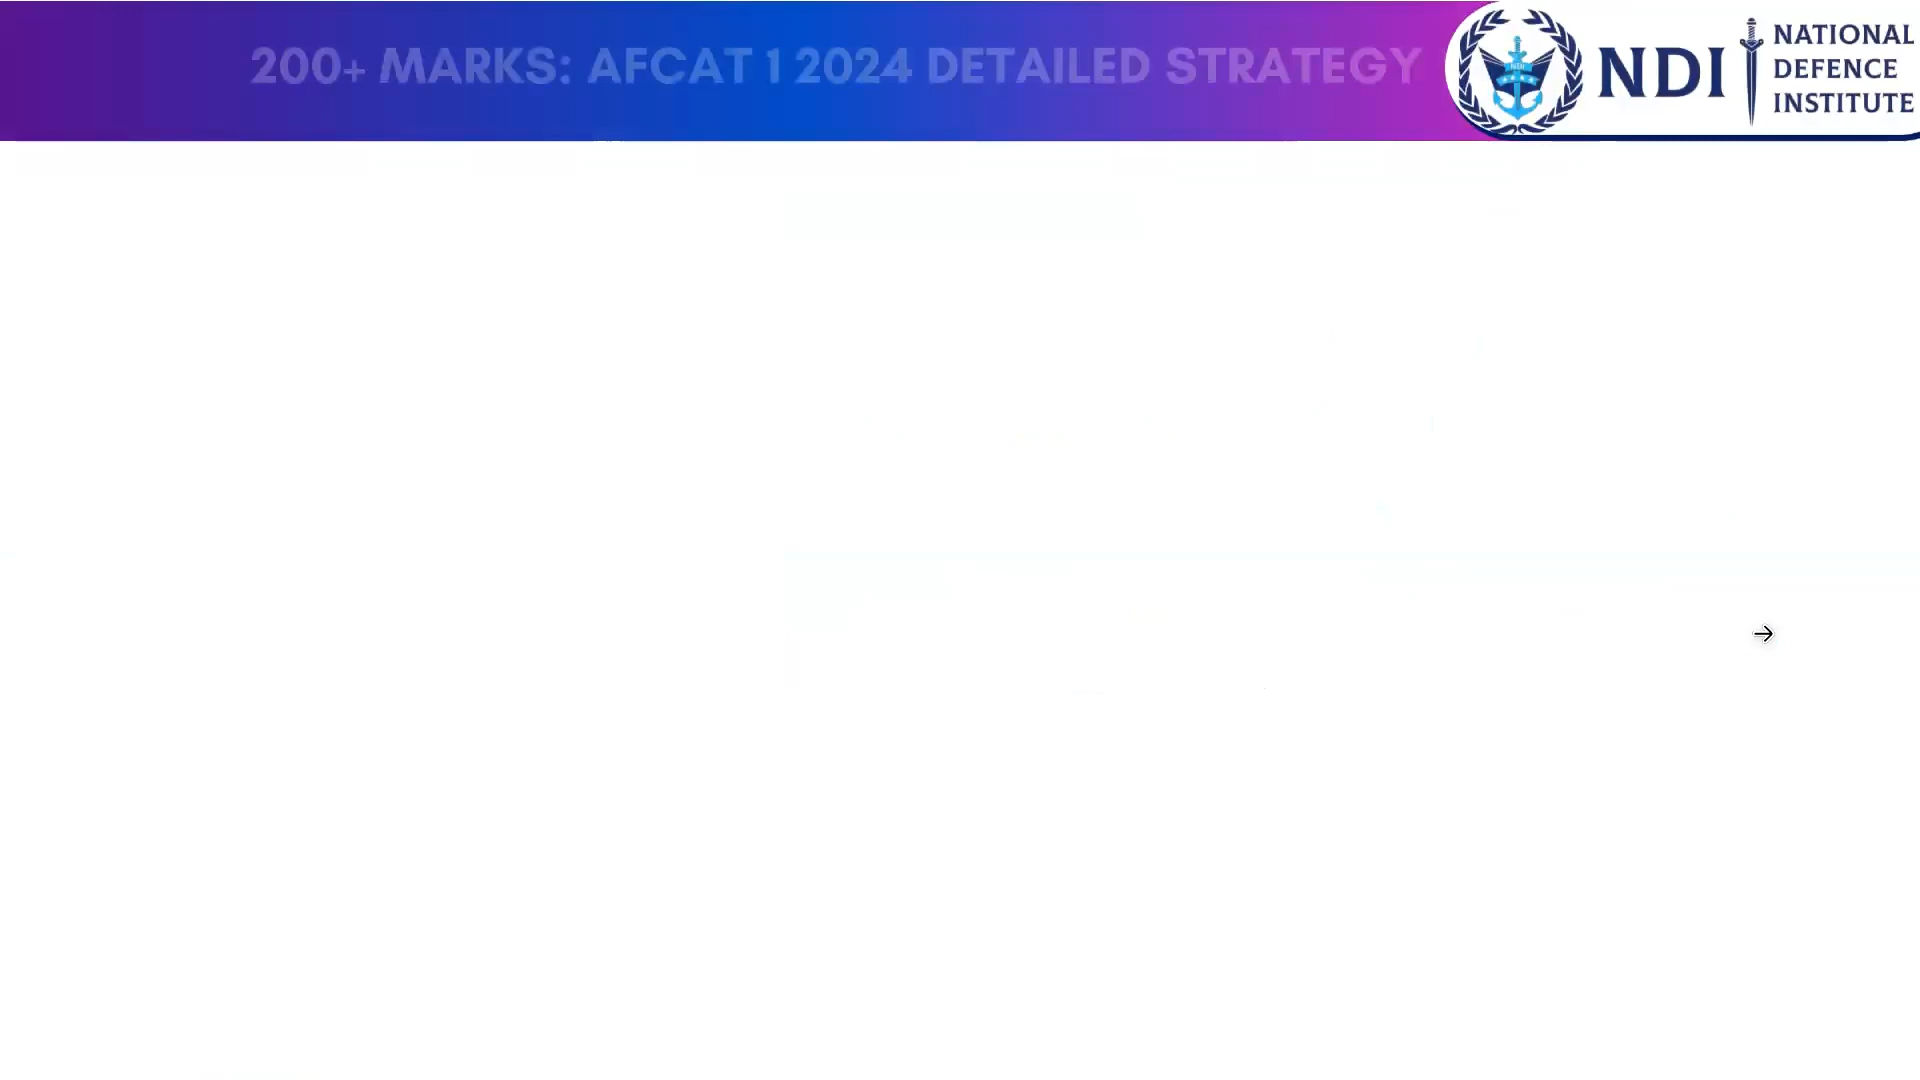 200+ MARKS: AFCAT 1 2024 DETAILED STRATEGY
NDI
NATIONAL
DEFENCE
INSTITUTE